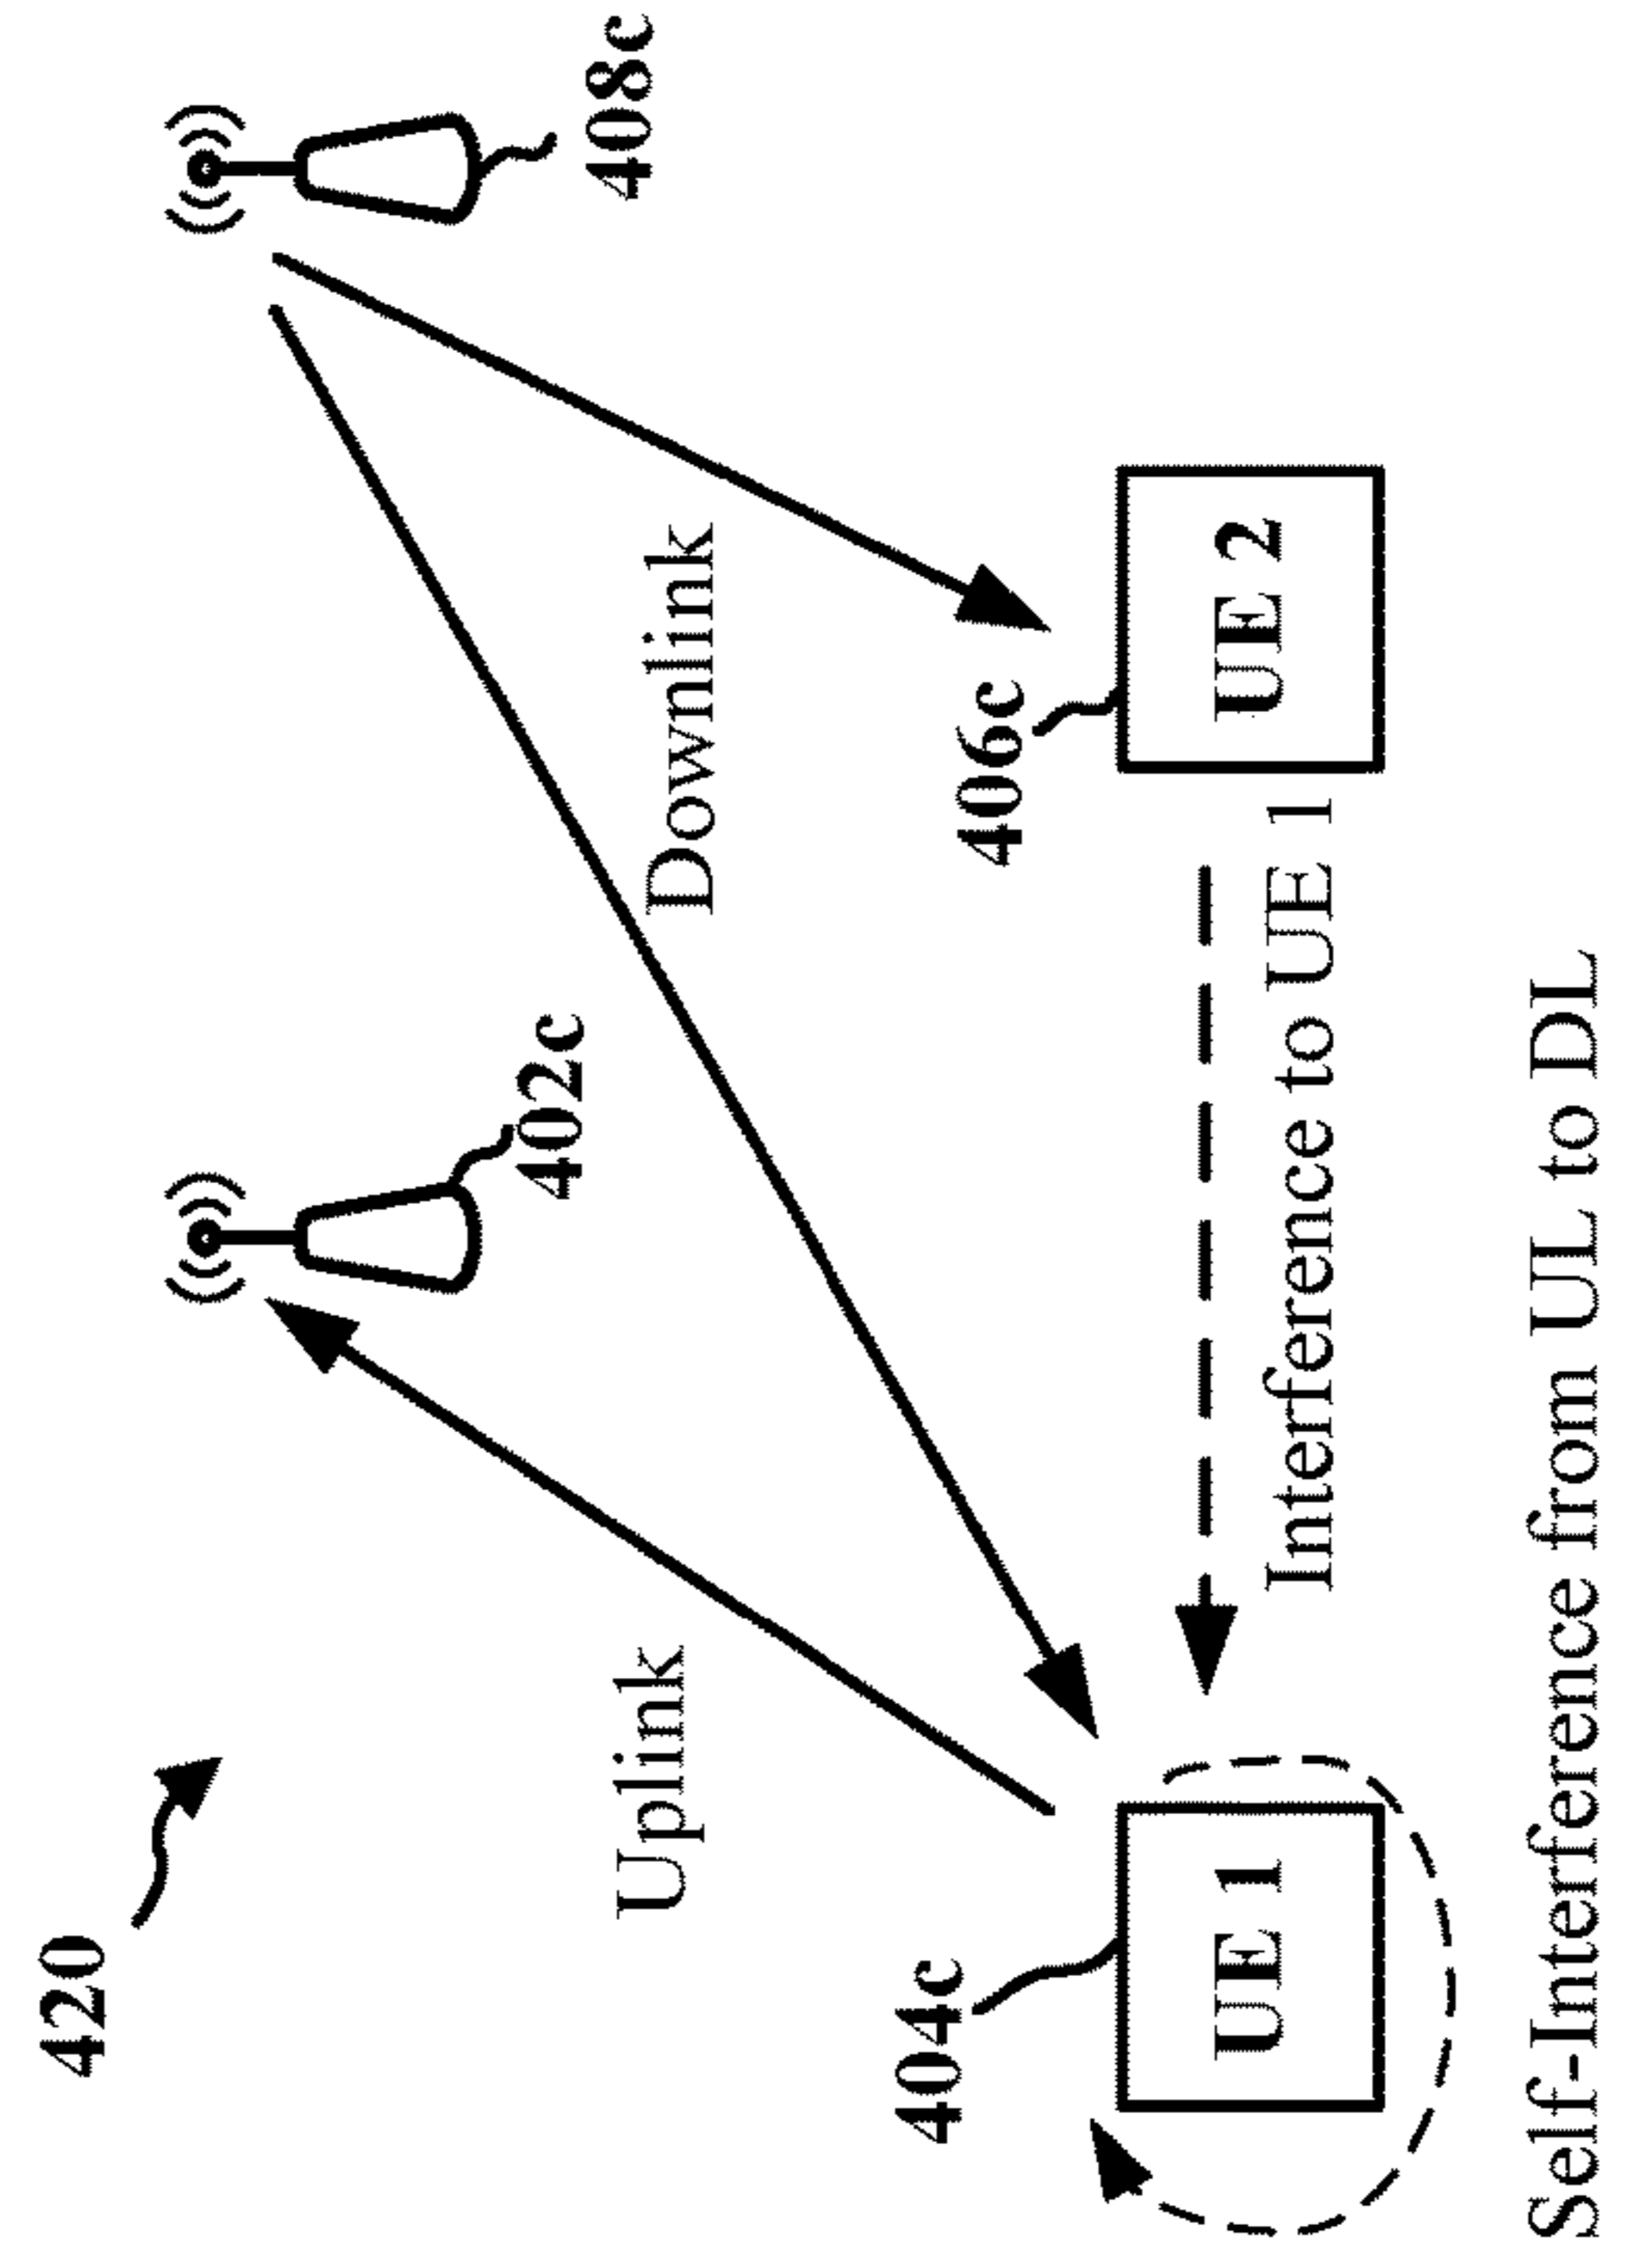 420
402c
408c
Uplink
Downlink
404c
406c
UE 1
UE 2
Interference to UE 1
Self-Interference from UL to DL